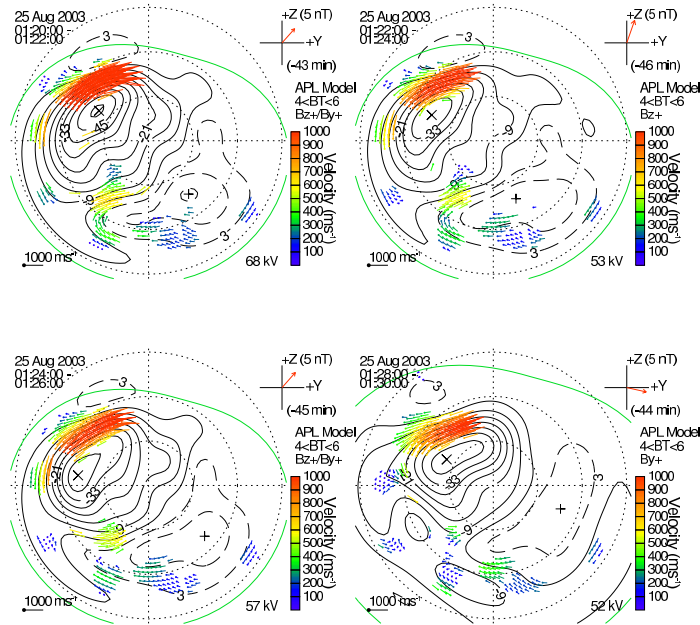 25 Aug 2003
01:20:00 -
01:22:00
+Z (5 nT)
+Y
(-43 min)
APL Model
4<BT<6
Bz+/By+
1000
900
800
700
600
500
400
300
200
100
Velocity (ms⁻¹)
3
-33
-45
-21
-9
3
1000 ms⁻¹
68 kV
25 Aug 2003
01:22:00 -
01:24:00
+Z (5 nT)
+Y
(-46 min)
APL Model
4<BT<6
Bz+
1000
900
800
700
600
500
400
300
200
100
Velocity (ms⁻¹)
3
-21
-33
-9
3
1000 ms⁻¹
53 kV
25 Aug 2003
01:24:00 -
01:26:00
+Z (5 nT)
+Y
(-45 min)
APL Model
4<BT<6
Bz+/By+
1000
900
800
700
600
500
400
300
200
100
Velocity (ms⁻¹)
3
-21
-33
-9
3
1000 ms⁻¹
57 kV
25 Aug 2003
01:28:00 -
01:30:00
+Z (5 nT)
+Y
(-44 min)
APL Model
4<BT<6
By+
1000
900
800
700
600
500
400
300
200
100
Velocity (ms⁻¹)
3
-33
-9
3
1000 ms⁻¹
52 kV